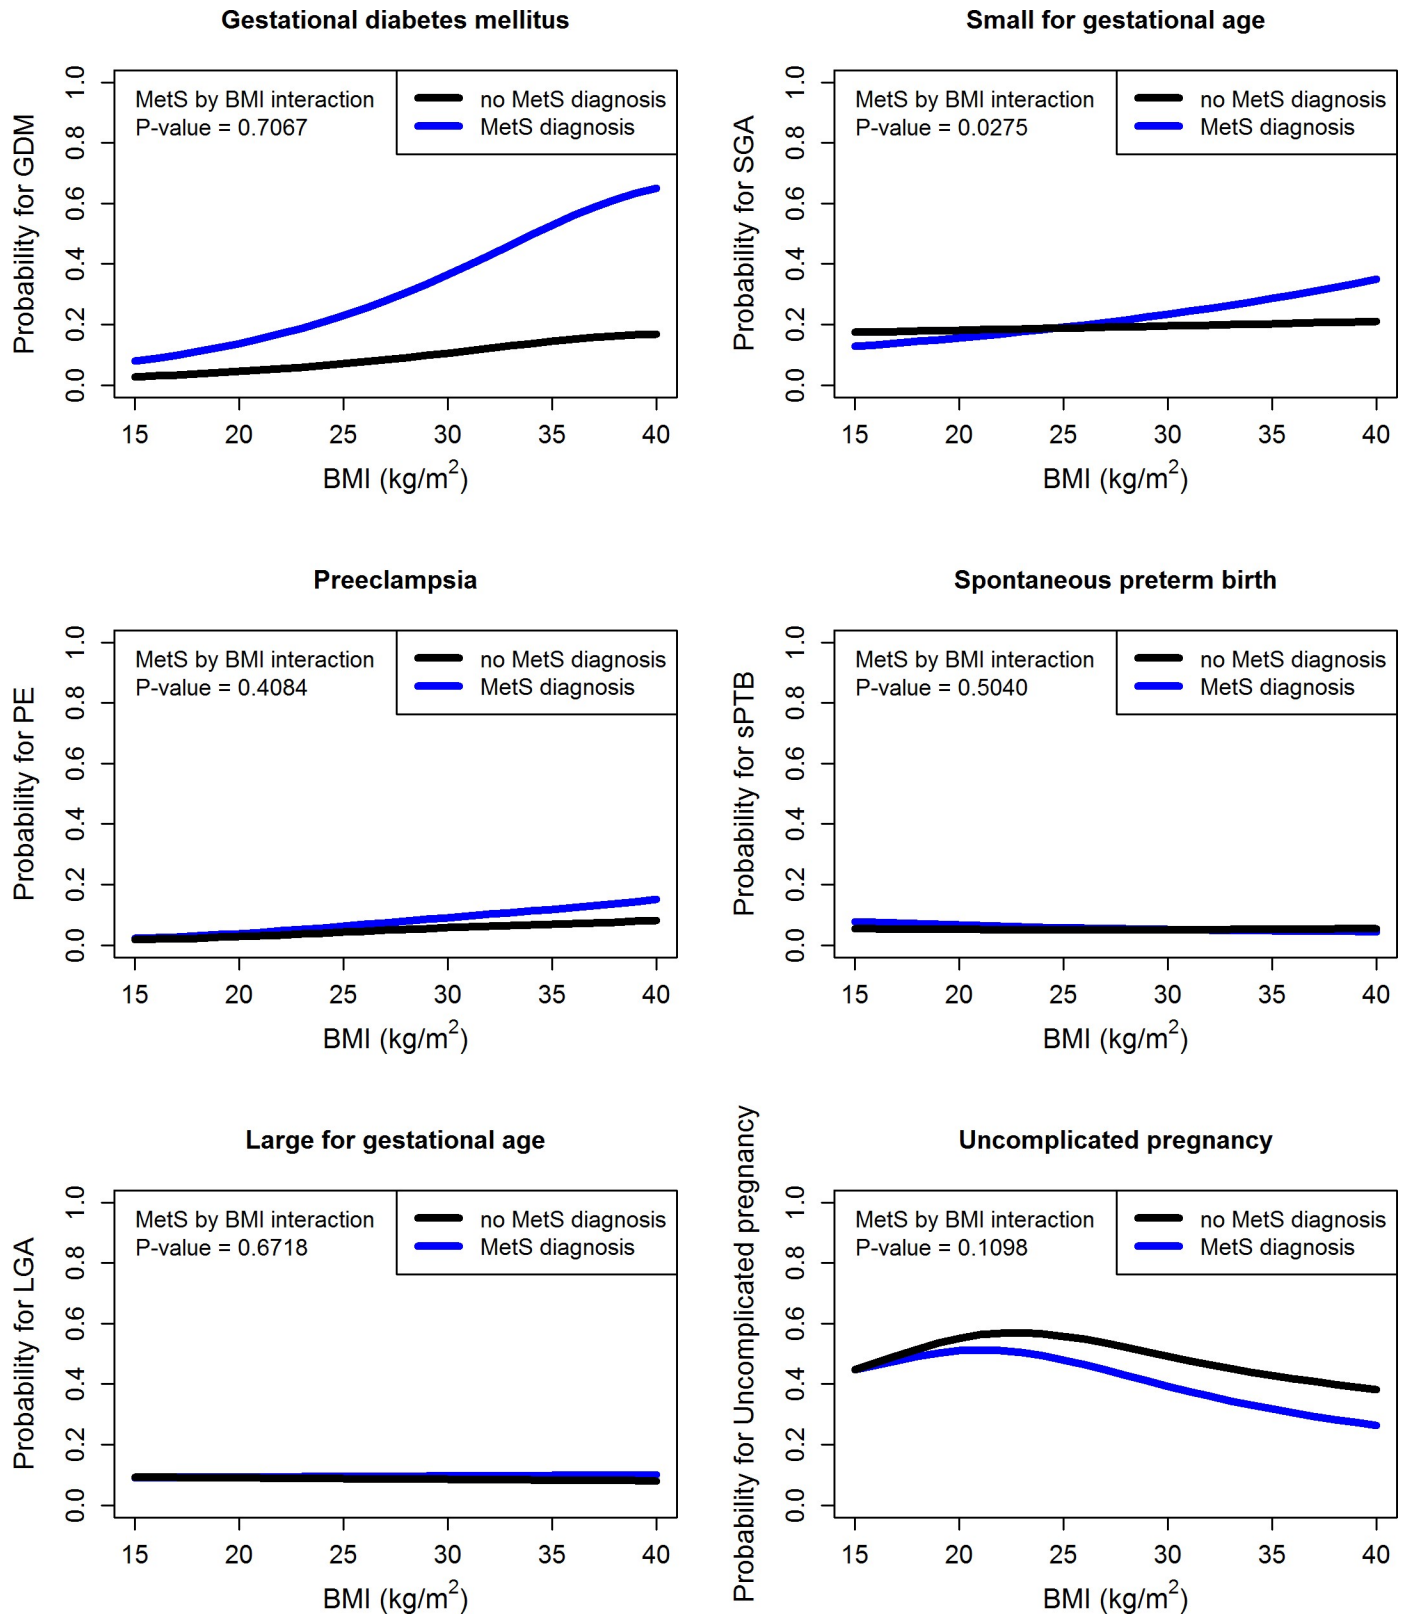 Gestational diabetes mellitus
MetS by BMI interaction
P-value = 0.7067
no MetS diagnosis
MetS diagnosis
Probability for GDM
0.0 0.2 0.4 0.6 0.8 1.0
15 20 25 30 35 40
BMI (kg/m²)
Small for gestational age
MetS by BMI interaction
P-value = 0.0275
no MetS diagnosis
MetS diagnosis
Probability for SGA
0.0 0.2 0.4 0.6 0.8 1.0
15 20 25 30 35 40
BMI (kg/m²)
Preeclampsia
MetS by BMI interaction
P-value = 0.4084
no MetS diagnosis
MetS diagnosis
Probability for PE
0.0 0.2 0.4 0.6 0.8 1.0
15 20 25 30 35 40
BMI (kg/m²)
Spontaneous preterm birth
MetS by BMI interaction
P-value = 0.5040
no MetS diagnosis
MetS diagnosis
Probability for sPTB
0.0 0.2 0.4 0.6 0.8 1.0
15 20 25 30 35 40
BMI (kg/m²)
Large for gestational age
MetS by BMI interaction
P-value = 0.6718
no MetS diagnosis
MetS diagnosis
Probability for LGA
0.0 0.2 0.4 0.6 0.8 1.0
15 20 25 30 35 40
BMI (kg/m²)
Uncomplicated pregnancy
MetS by BMI interaction
P-value = 0.1098
no MetS diagnosis
MetS diagnosis
Probability for Uncomplicated pregnancy
0.0 0.2 0.4 0.6 0.8 1.0
15 20 25 30 35 40
BMI (kg/m²)